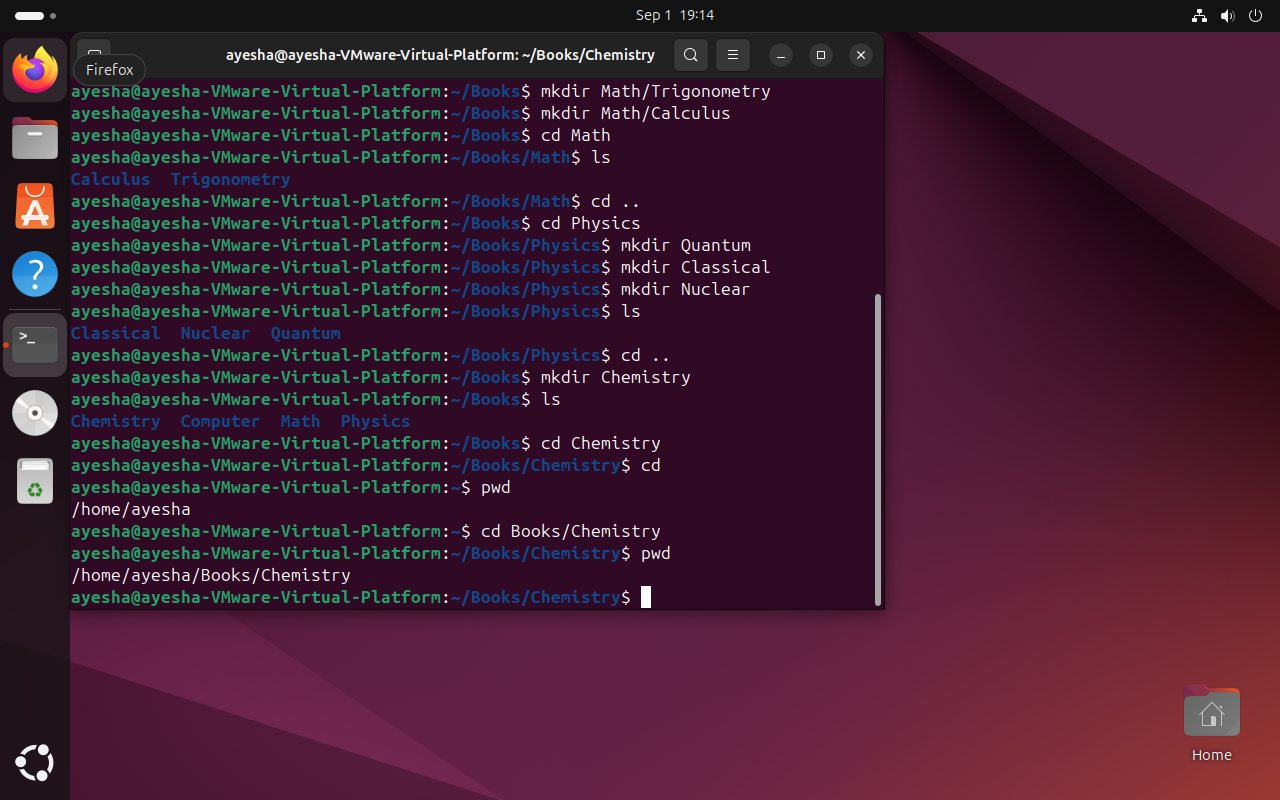 Sep 1 19:14
ayesha@ayesha-VMware-Virtual-Platform: ~/Books/Chemistry
Firefox
ayesha@ayesha-VMware-Virtual-Platform:~/Books$ mkdir Math/Trigonometry
ayesha@ayesha-VMware-Virtual-Platform:~/Books$ mkdir Math/Calculus
ayesha@ayesha-VMware-Virtual-Platform:~/Books$ cd Math
ayesha@ayesha-VMware-Virtual-Platform:~/Books/Math$ ls
Calculus  Trigonometry
ayesha@ayesha-VMware-Virtual-Platform:~/Books/Math$ cd ..
ayesha@ayesha-VMware-Virtual-Platform:~/Books$ cd Physics
ayesha@ayesha-VMware-Virtual-Platform:~/Books/Physics$ mkdir Quantum
ayesha@ayesha-VMware-Virtual-Platform:~/Books/Physics$ mkdir Classical
ayesha@ayesha-VMware-Virtual-Platform:~/Books/Physics$ mkdir Nuclear
ayesha@ayesha-VMware-Virtual-Platform:~/Books/Physics$ ls
Classical  Nuclear  Quantum
ayesha@ayesha-VMware-Virtual-Platform:~/Books/Physics$ cd ..
ayesha@ayesha-VMware-Virtual-Platform:~/Books$ mkdir Chemistry
ayesha@ayesha-VMware-Virtual-Platform:~/Books$ ls
Chemistry  Computer  Math  Physics
ayesha@ayesha-VMware-Virtual-Platform:~/Books$ cd Chemistry
ayesha@ayesha-VMware-Virtual-Platform:~/Books/Chemistry$ cd
ayesha@ayesha-VMware-Virtual-Platform:~$ pwd
/home/ayesha
ayesha@ayesha-VMware-Virtual-Platform:~$ cd Books/Chemistry
ayesha@ayesha-VMware-Virtual-Platform:~/Books/Chemistry$ pwd
/home/ayesha/Books/Chemistry
ayesha@ayesha-VMware-Virtual-Platform:~/Books/Chemistry$
Home